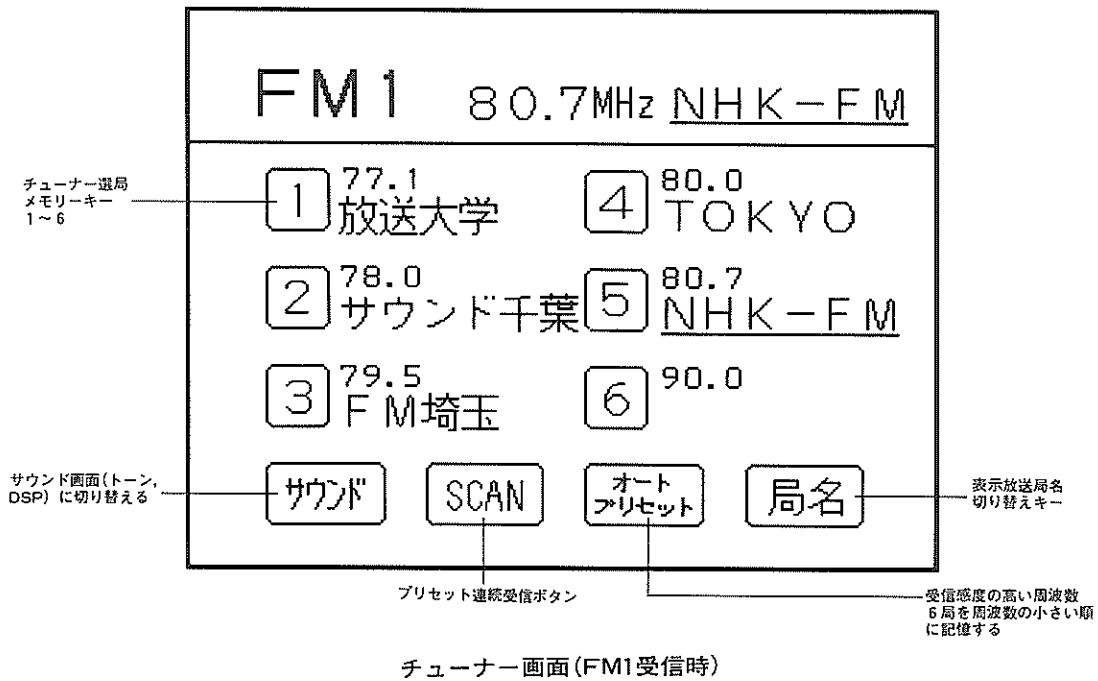 FM1 80.7MHz NHK-FM
チューナー選局
メモリーキー
1～6
1 77.1
放送大学
4 80.0
TOKYO
2 78.0
サウンド千葉
5 80.7
NHK-FM
3 79.5
FM埼玉
6 90.0
サウンド画面(トーン,
DSP)に切り替える
サウンド
SCAN
オート
プリセット
局名
表示放送局名
切り替えキー
プリセット連続受信ボタン
受信感度の高い周波数
6局を周波数の小さい順
に記憶する
チューナー画面(FM1受信時)